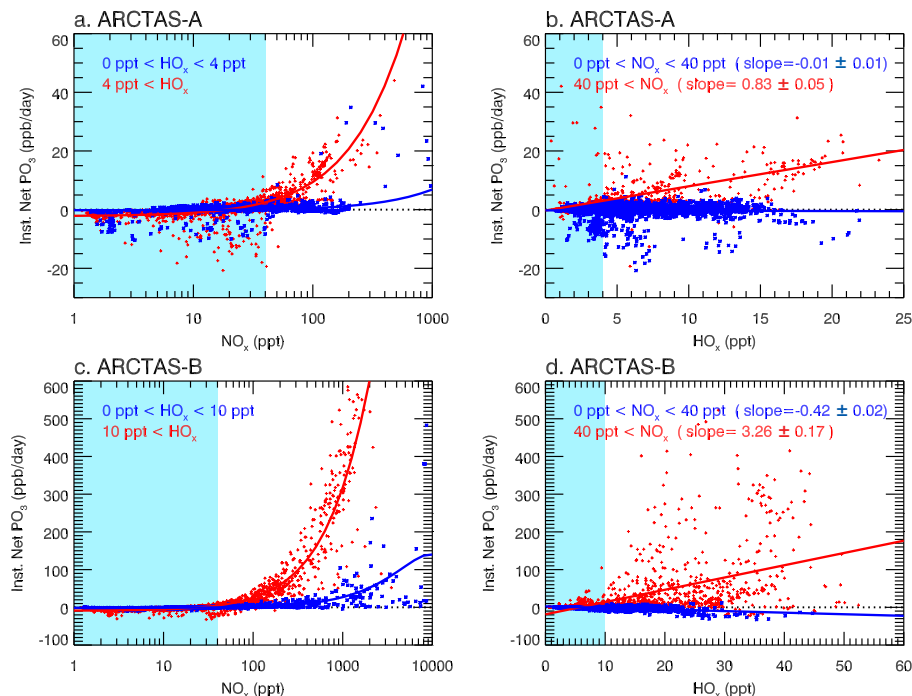 a. ARCTAS-A
60
40
20
0
-20
Inst. Net PO₃ (ppb/day)
0 ppt < HOₓ < 4 ppt
4 ppt < HOₓ
1
10
100
1000
NOₓ (ppt)
b. ARCTAS-A
60
40
20
0
-20
Inst. Net PO₃ (ppb/day)
0 ppt < NOₓ < 40 ppt (slope=-0.01 ± 0.01)
40 ppt < NOₓ (slope= 0.83 ± 0.05)
0
5
10
15
20
25
HOₓ (ppt)
c. ARCTAS-B
600
500
400
300
200
100
0
-100
Inst. Net PO₃ (ppb/day)
0 ppt < HOₓ < 10 ppt
10 ppt < HOₓ
1
10
100
1000
10000
NOₓ (ppt)
d. ARCTAS-B
600
500
400
300
200
100
0
-100
Inst. Net PO₃ (ppb/day)
0 ppt < NOₓ < 40 ppt (slope=-0.42 ± 0.02)
40 ppt < NOₓ (slope= 3.26 ± 0.17)
0
10
20
30
40
50
60
HOₓ (ppt)